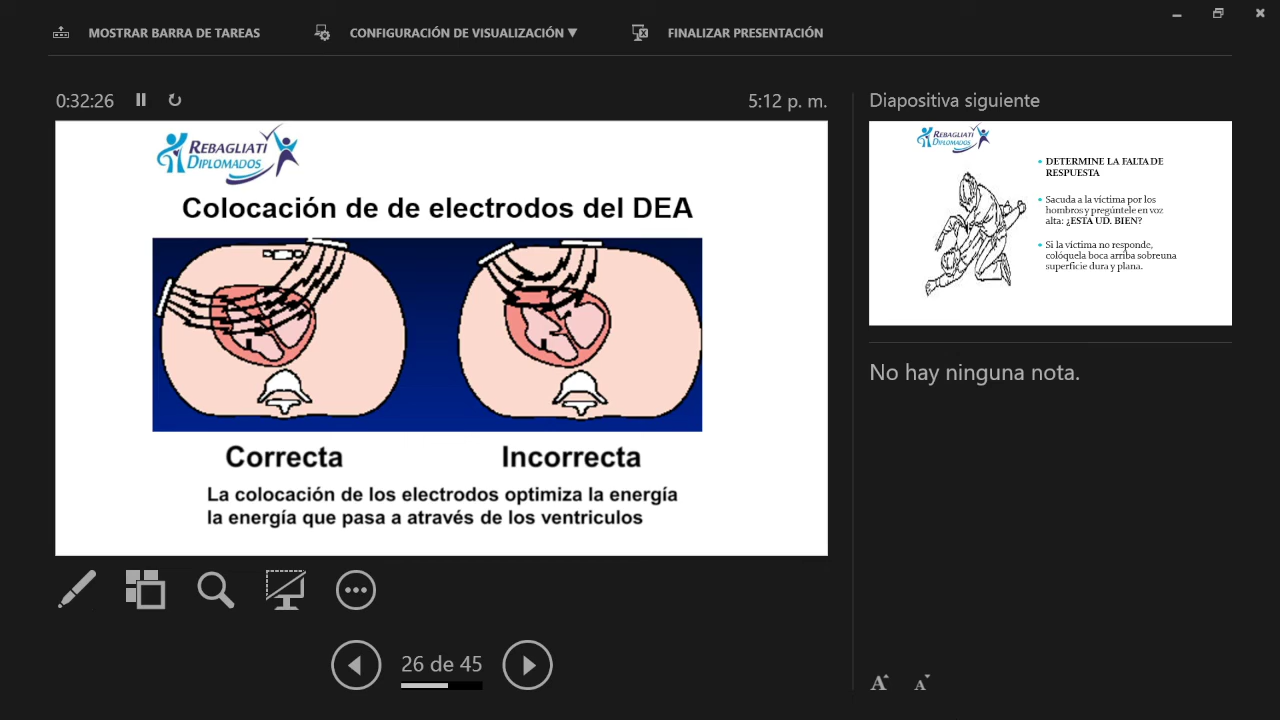 MOSTRAR BARRA DE TAREAS
CONFIGURACIÓN DE VISUALIZACIÓN ▼
FINALIZAR PRESENTACIÓN
0:32:26
5:12 p. m.
REBAGLIATI
DIPLOMADOS
Colocación de de electrodos del DEA
Correcta
Incorrecta
La colocación de los electrodos optimiza la energía
la energía que pasa a através de los ventriculos
26 de 45
Diapositiva siguiente
REBAGLIATI
DIPLOMADOS
• DETERMINE LA FALTA DE
RESPUESTA
• Sacuda a la víctima por los
hombros y pregúntele en voz
alta: ¿ESTA UD. BIEN?
• Si la víctima no responde,
colóquela boca arriba sobreuna
superficie dura y plana.
No hay ninguna nota.
A A